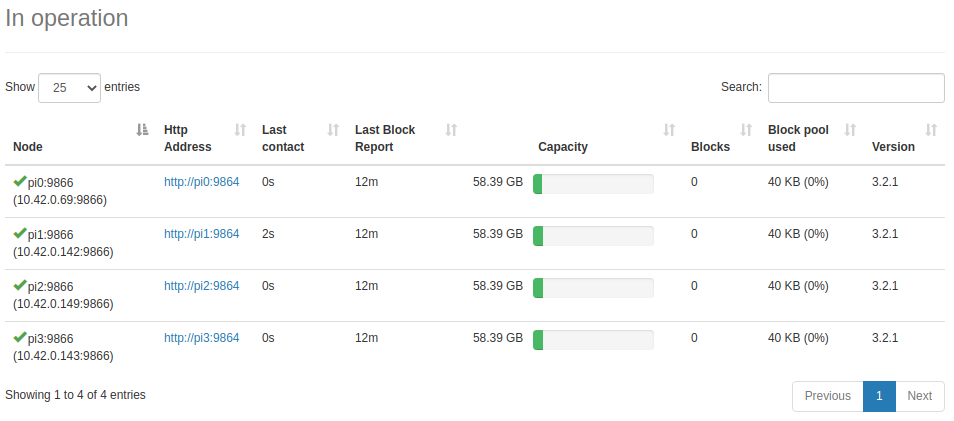 In operation
Show 25 entries
Search:
Node Http Address Last contact Last Block Report Capacity Blocks Block pool used Version
pi0:9866 http://pi0:9864 0s 12m 58.39 GB 0 40 KB (0%) 3.2.1
(10.42.0.69:9866)
pi1:9866 http://pi1:9864 2s 12m 58.39 GB 0 40 KB (0%) 3.2.1
(10.42.0.142:9866)
pi2:9866 http://pi2:9864 0s 12m 58.39 GB 0 40 KB (0%) 3.2.1
(10.42.0.149:9866)
pi3:9866 http://pi3:9864 0s 12m 58.39 GB 0 40 KB (0%) 3.2.1
(10.42.0.143:9866)
Showing 1 to 4 of 4 entries
Previous 1 Next